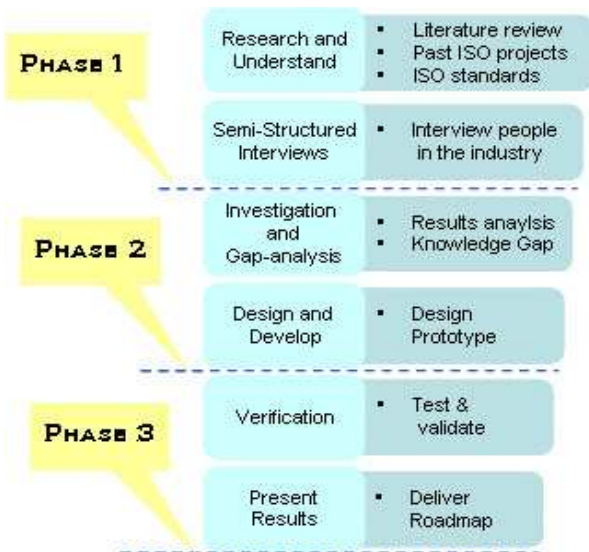 PHASE 1
Research and
Understand
▪ Literature review
▪ Past ISO projects
▪ ISO standards
Semi-Structured
Interviews
▪ Interview people
in the industry
PHASE 2
Investigation
and
Gap-analysis
▪ Results anaylsis
▪ Knowledge Gap
Design and
Develop
▪ Design
Prototype
PHASE 3
Verification
▪ Test &
validate
Present
Results
▪ Deliver
Roadmap